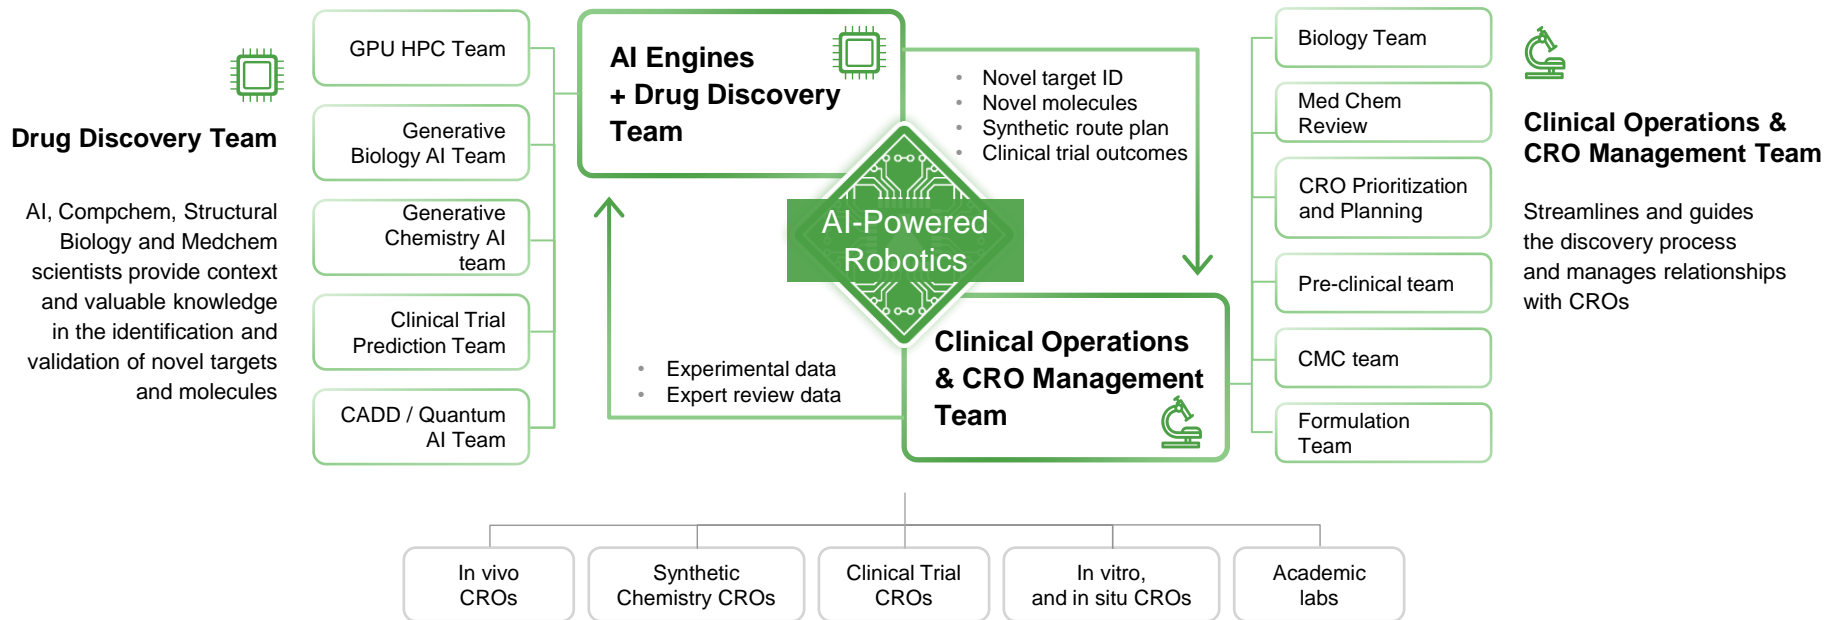 Drug Discovery Team
AI, Compchem, Structural
Biology and Medchem
scientists provide context
and valuable knowledge
in the identification and
validation of novel targets
and molecules
GPU HPC Team
Generative
Biology AI Team
Generative
Chemistry AI
team
Clinical Trial
Prediction Team
CADD / Quantum
AI Team
AI Engines
+ Drug Discovery
Team
• Novel target ID
• Novel molecules
• Synthetic route plan
• Clinical trial outcomes
AI-Powered
Robotics
• Experimental data
• Expert review data
Clinical Operations
& CRO Management
Team
Biology Team
Med Chem
Review
CRO Prioritization
and Planning
Pre-clinical team
CMC team
Formulation
Team
Clinical Operations &
CRO Management Team
Streamlines and guides
the discovery process
and manages relationships
with CROs
In vivo
CROs
Synthetic
Chemistry CROs
Clinical Trial
CROs
In vitro,
and in situ CROs
Academic
labs